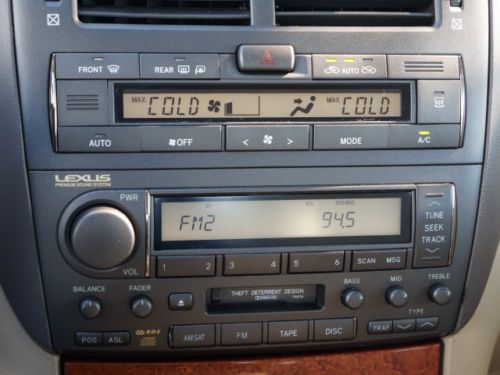 FRONT REAR AUTO
MAX COLD MAX COLD
AUTO OFF < > MODE A/C
LEXUS
PREMIUM SOUND SYSTEM
PWR
VOL
ST ASL
FM2 94.5
TUNE
SEEK
TRACK
1 2 3 4 5 6 SCAN MSG
BALANCE FADER
THEFT DETERRENT DESIGN
BASS MID TREBLE
POS ASL
AM·SAT FM TAPE DISC
TYPE
TRAF